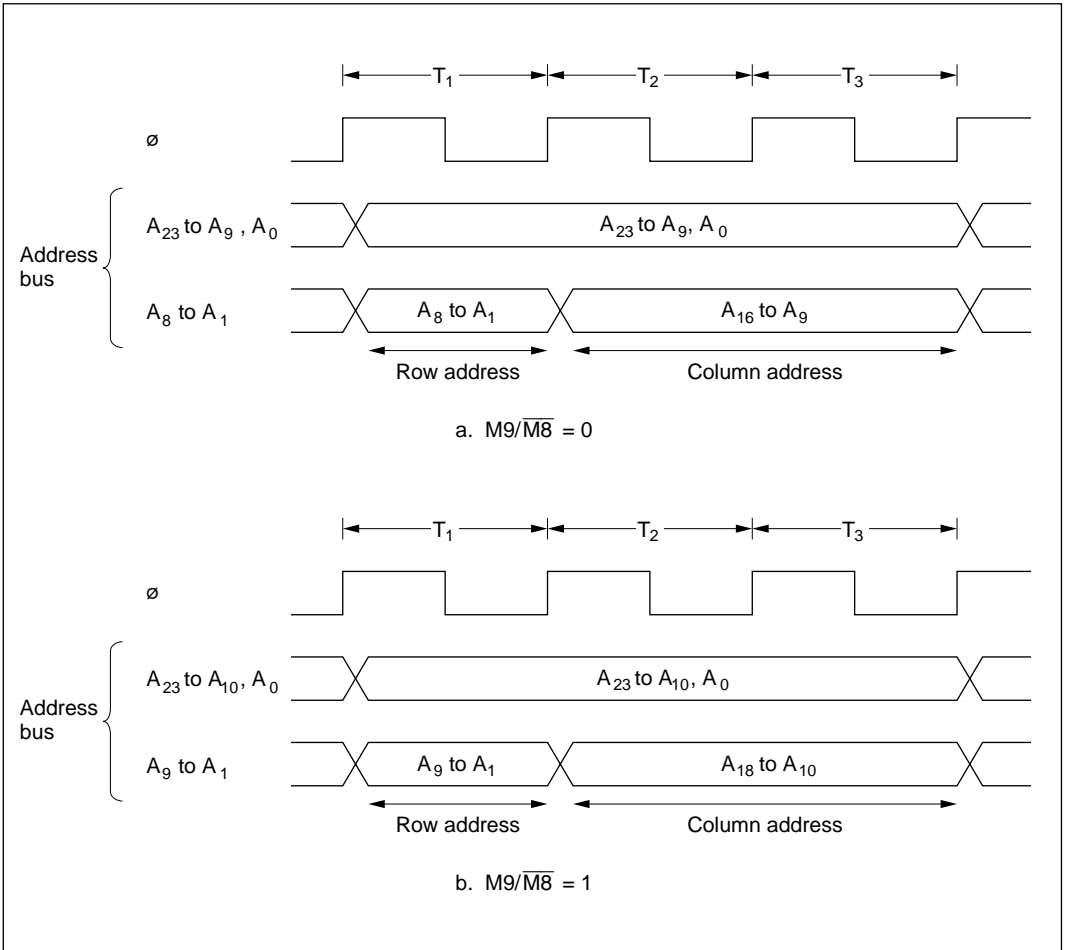 T1 T2 T3
ø
Address bus
A23 to A9 , A0
A23 to A9, A0
A8 to A1
A8 to A1
A16 to A9
Row address
Column address
a. M9/M̅8̅ = 0
T1 T2 T3
ø
Address bus
A23 to A10, A0
A23 to A10, A0
A9 to A1
A9 to A1
A18 to A10
Row address
Column address
b. M9/M̅8̅ = 1